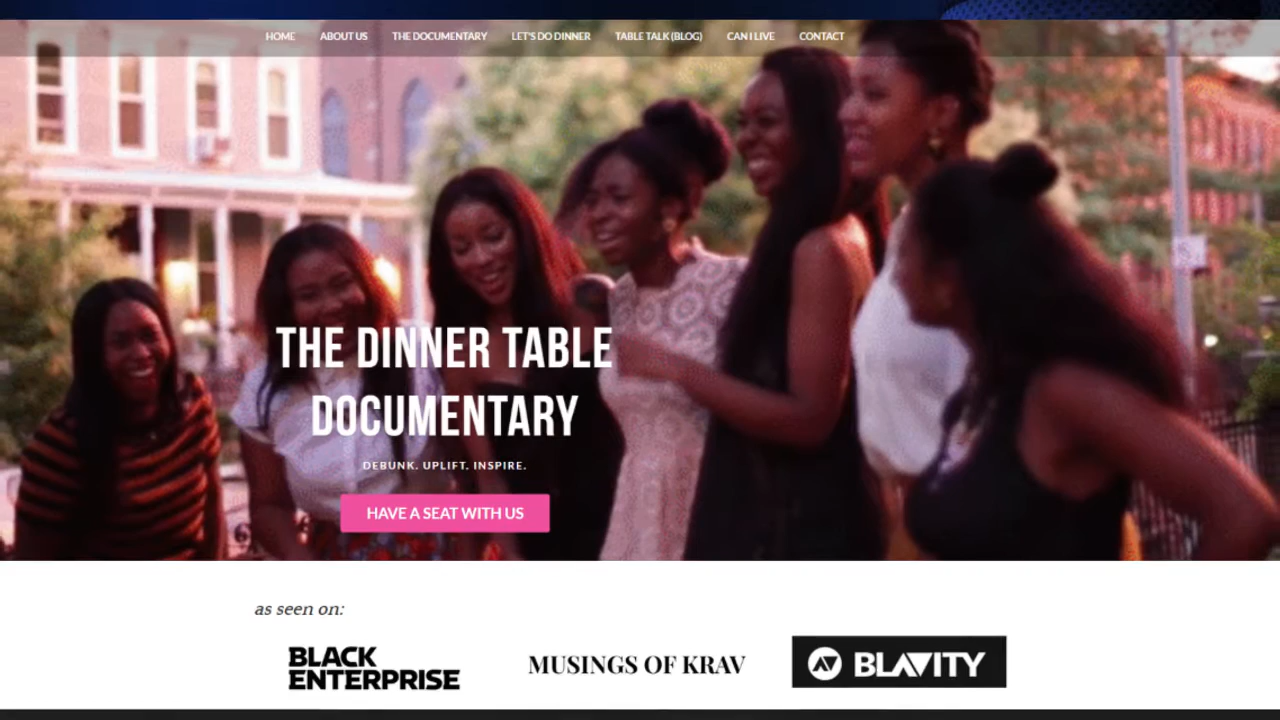 HOME ABOUT US THE DOCUMENTARY LET'S DO DINNER TABLE TALK (BLOG) CAN I LIVE CONTACT
THE DINNER TABLE
DOCUMENTARY
DEBUNK. UPLIFT. INSPIRE.
HAVE A SEAT WITH US
as seen on:
BLACK
ENTERPRISE
MUSINGS OF KRAV
BLAVITY